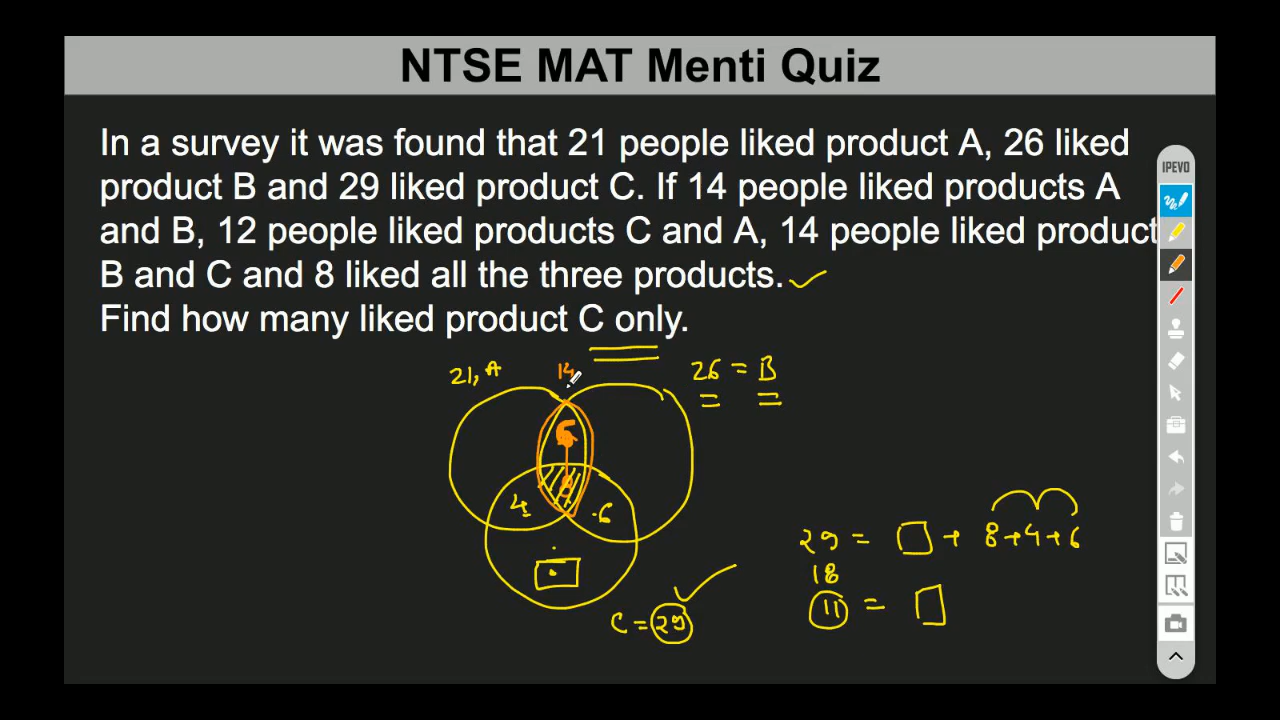 NTSE MAT Menti Quiz
In a survey it was found that 21 people liked product A, 26 liked
product B and 29 liked product C. If 14 people liked products A
and B, 12 people liked products C and A, 14 people liked product
B and C and 8 liked all the three products.
Find how many liked product C only.
IPEVO
21, A
14
26 = B
6
8
4
6
C = 29
29 = □ + 8+4+6
18
11 = □